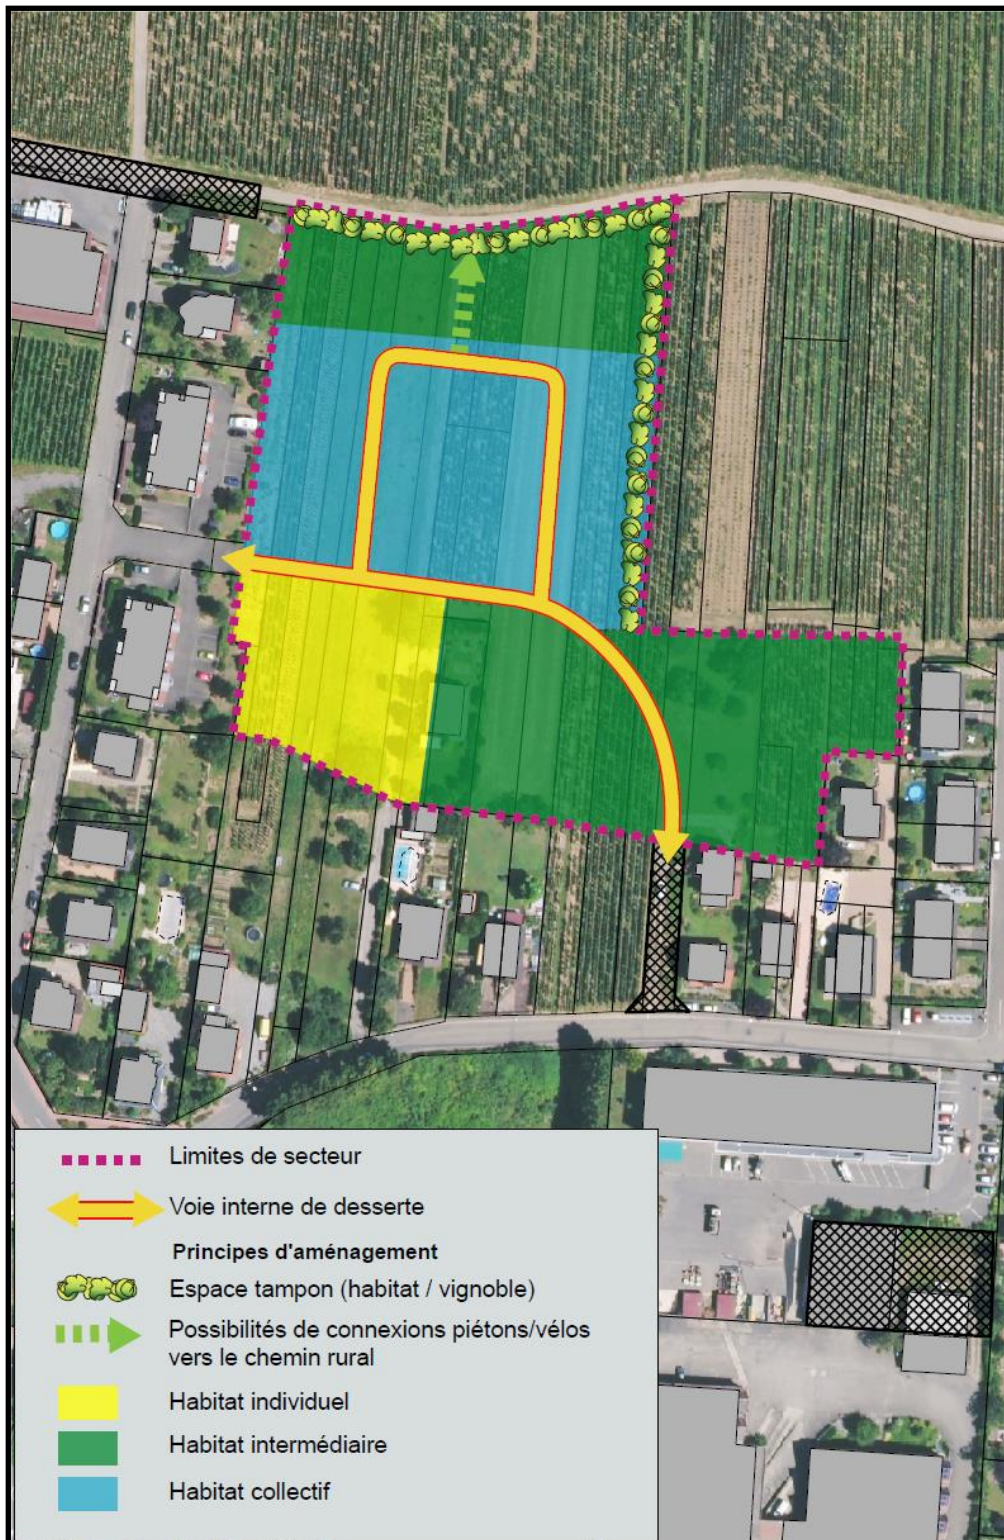 Limites de secteur
Voie interne de desserte
Principes d'aménagement
Espace tampon (habitat / vignoble)
Possibilités de connexions piétons/vélos
vers le chemin rural
Habitat individuel
Habitat intermédiaire
Habitat collectif